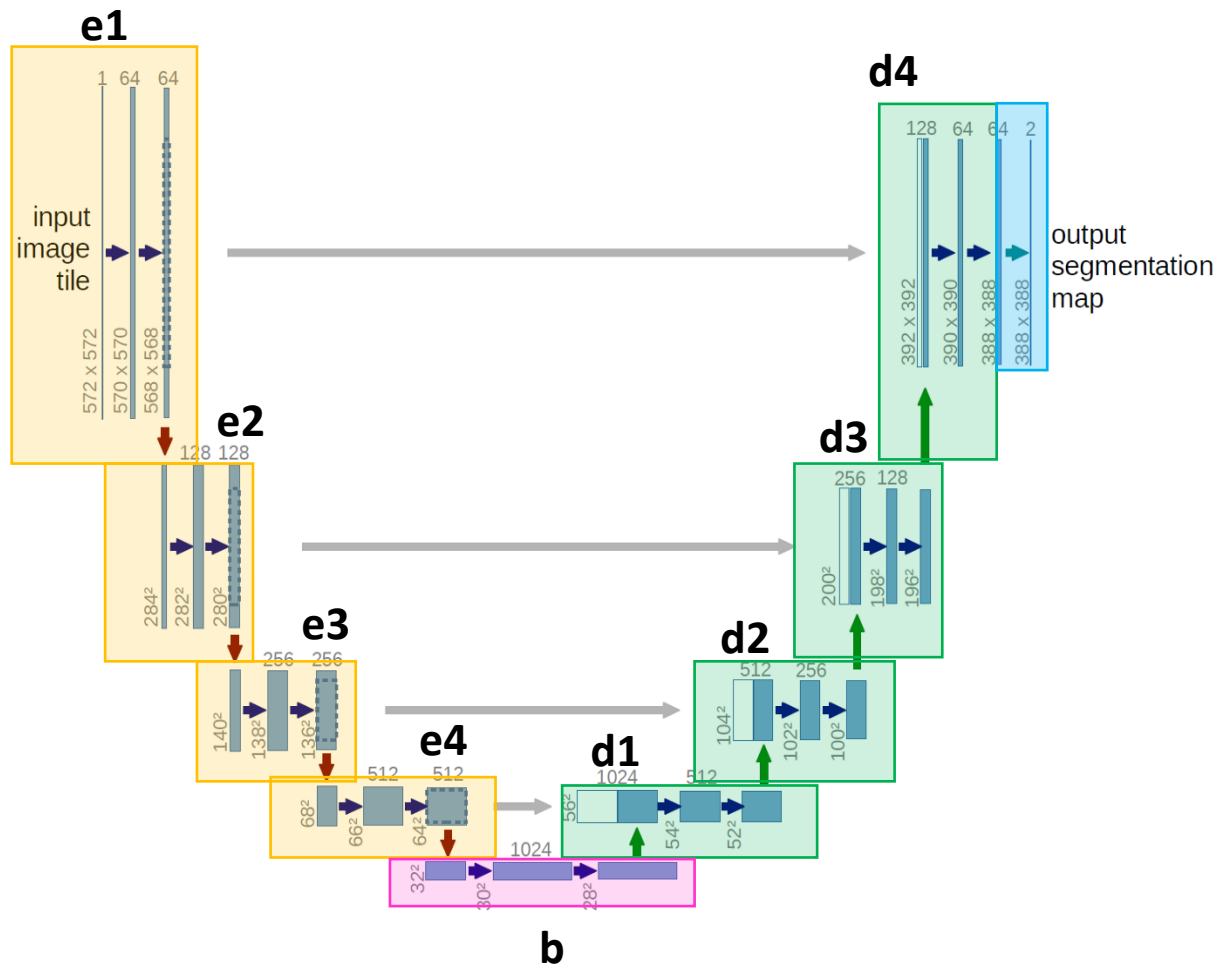 e1
1 64 64
input
image
tile
572 x 572
570 x 570
568 x 568
e2
128 128
284²
282²
280²
e3
256 256
140²
138²
136²
e4
512 512
68²
66²
64²
1024
32²
30²
28²
b
d1
1024 512
56²
54²
52²
d2
512 256
104²
102²
100²
d3
256 128
200²
198²
196²
d4
128 64 64 2
392 x 392
390 x 390
388 x 388
388 x 388
output
segmentation
map